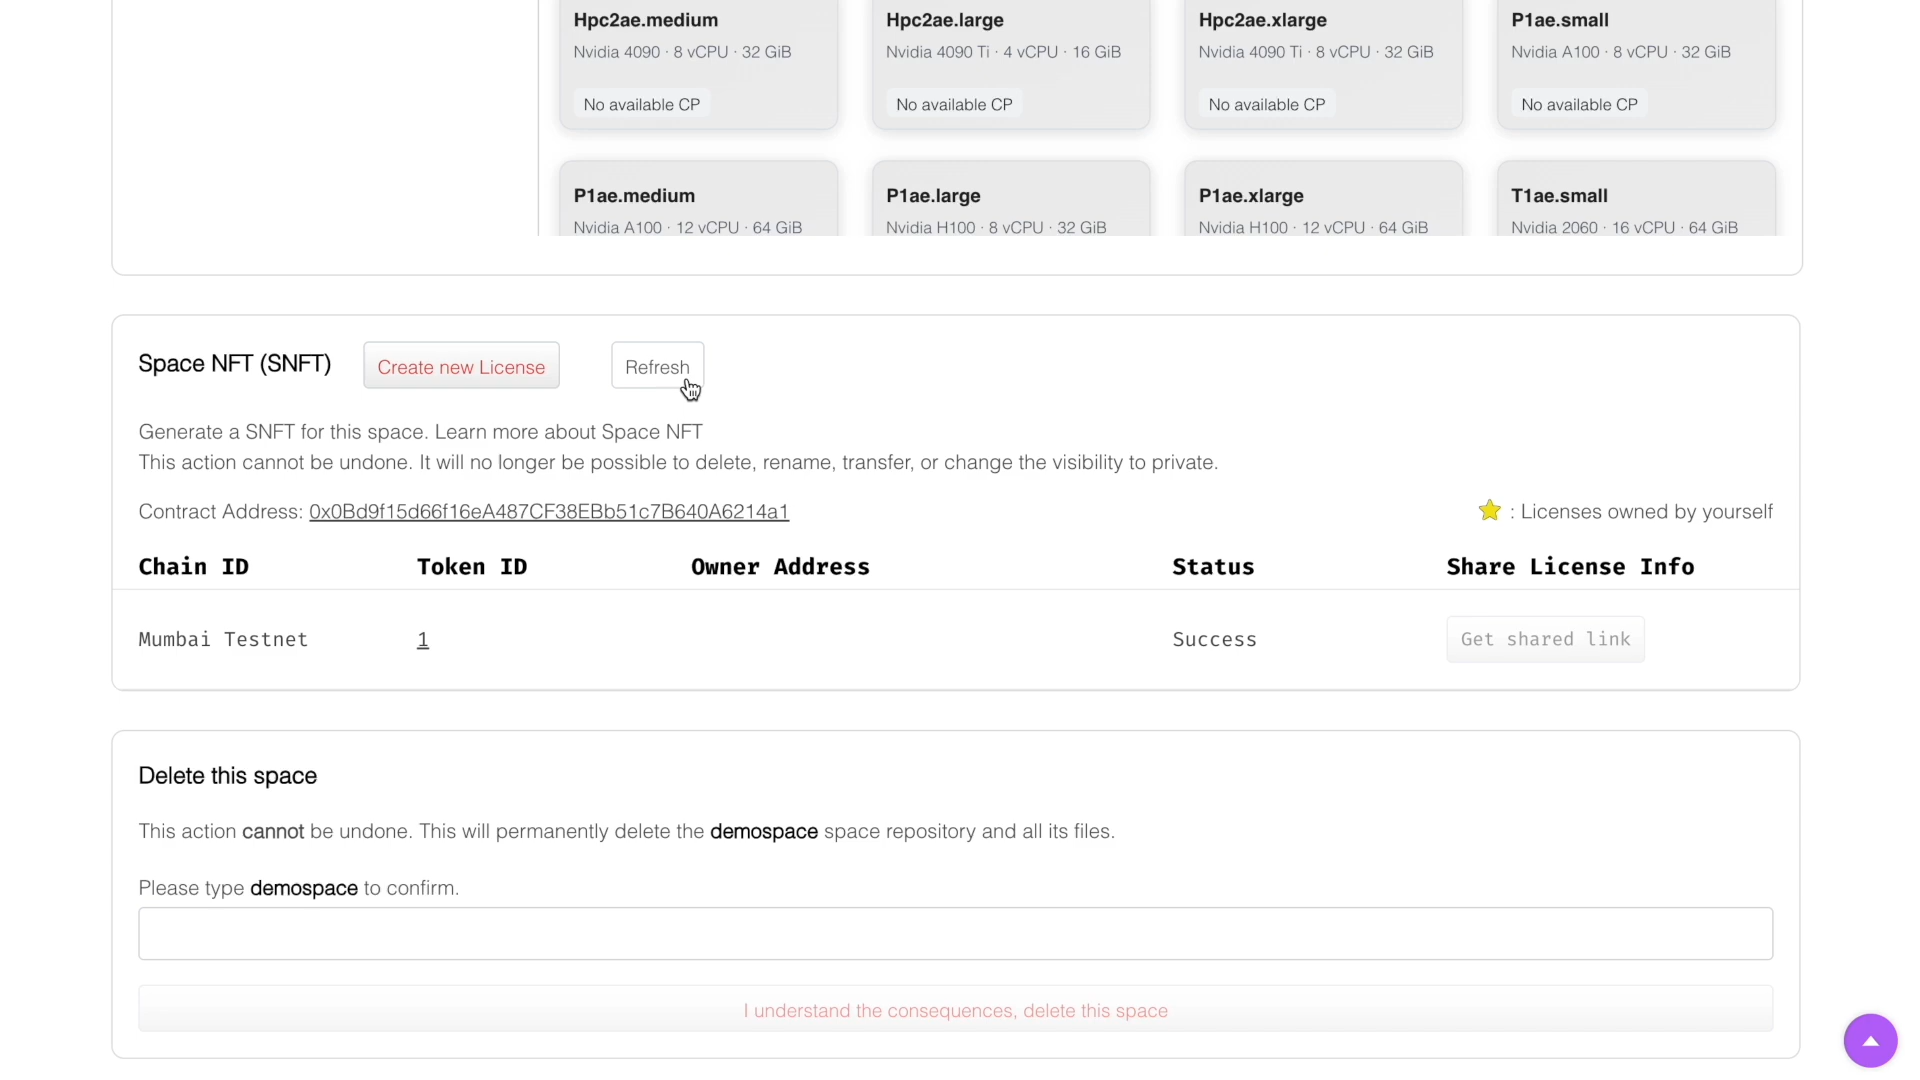 Hpc2ae.medium
Nvidia 4090 · 8 vCPU · 32 GiB
No available CP
Hpc2ae.large
Nvidia 4090 Ti · 4 vCPU · 16 GiB
No available CP
Hpc2ae.xlarge
Nvidia 4090 Ti · 8 vCPU · 32 GiB
No available CP
P1ae.small
Nvidia A100 · 8 vCPU · 32 GiB
No available CP
P1ae.medium
Nvidia A100 · 12 vCPU · 64 GiB
P1ae.large
Nvidia H100 · 8 vCPU · 32 GiB
P1ae.xlarge
Nvidia H100 · 12 vCPU · 64 GiB
T1ae.small
Nvidia 2060 · 16 vCPU · 64 GiB
Space NFT (SNFT)
Create new License
Refresh
Generate a SNFT for this space. Learn more about Space NFT
This action cannot be undone. It will no longer be possible to delete, rename, transfer, or change the visibility to private.
Contract Address: 0x0Bd9f15d66f16eA487CF38EBb51c7B640A6214a1
: Licenses owned by yourself
Chain ID Token ID Owner Address Status Share License Info
Mumbai Testnet 1 Success Get shared link
Delete this space
This action cannot be undone. This will permanently delete the demospace space repository and all its files.
Please type demospace to confirm.
I understand the consequences, delete this space